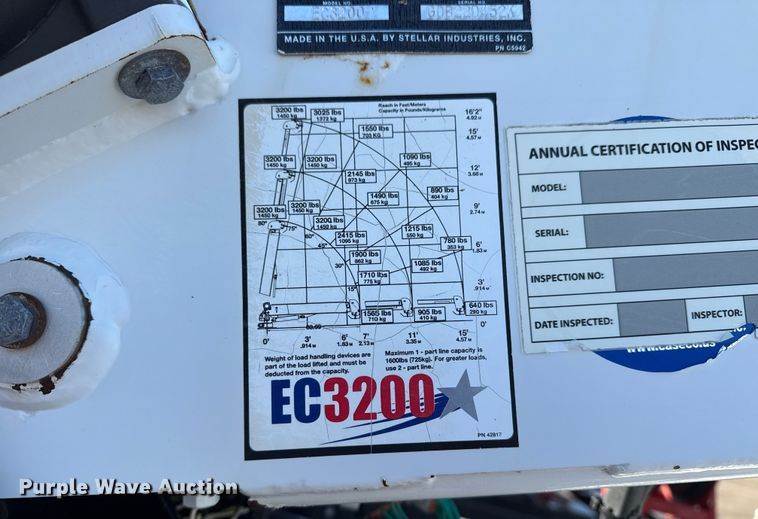 MODEL NO.
SERIAL NO.
EC3200
MADE IN THE U.S.A. BY STELLAR INDUSTRIES, INC.
PN C5942
Reach in Feet/Meters
Capacity in Pounds/Kilograms
3200 lbs
1450 kg
3025 lbs
1372 kg
16'2"
4.92 M
1550 lbs
703 KG
15'
4.57 M
3200 lbs
1450 kg
3200 lbs
1450 kg
1090 lbs
495 kg
12'
3.66 M
2145 lbs
973 kg
890 lbs
404 kg
1490 lbs
675 kg
3200 lbs
1450 kg
3200 lbs
1450 kg
9'
2.74 M
3200 lbs
1450 kg
80°
75°
60°
1215 lbs
550 kg
2415 lbs
1095 kg
45°
780 lbs
353 kg
6'
1.83 M
1900 lbs
862 kg
30°
1085 lbs
492 kg
1710 lbs
775 kg
15°
3'
.914 M
1565 lbs
710 kg
905 lbs
410 kg
640 lbs
290 kg
0'
0'
3'
.914 M
6'
1.83 M
7'
2.13 M
11'
3.35 M
15'
4.57 M
Weight of load handling devices are
part of the load lifted and must be
deducted from the capacity.
Maximum 1 - part line capacity is
1600lbs (725kg). For greater loads,
use 2 - part line.
EC3200
PN 42817
ANNUAL CERTIFICATION OF INSPEC
MODEL:
SERIAL:
INSPECTION NO:
DATE INSPECTED:
INSPECTOR:
Purple Wave Auction